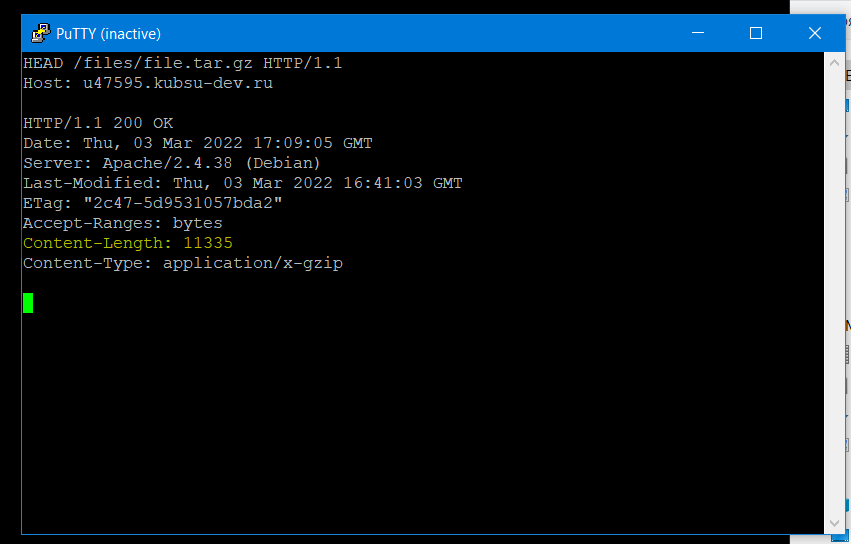 PuTTY (inactive)
HEAD /files/file.tar.gz HTTP/1.1
Host: u47595.kubsu-dev.ru
HTTP/1.1 200 OK
Date: Thu, 03 Mar 2022 17:09:05 GMT
Server: Apache/2.4.38 (Debian)
Last-Modified: Thu, 03 Mar 2022 16:41:03 GMT
ETag: "2c47-5d9531057bda2"
Accept-Ranges: bytes
Content-Length: 11335
Content-Type: application/x-gzip